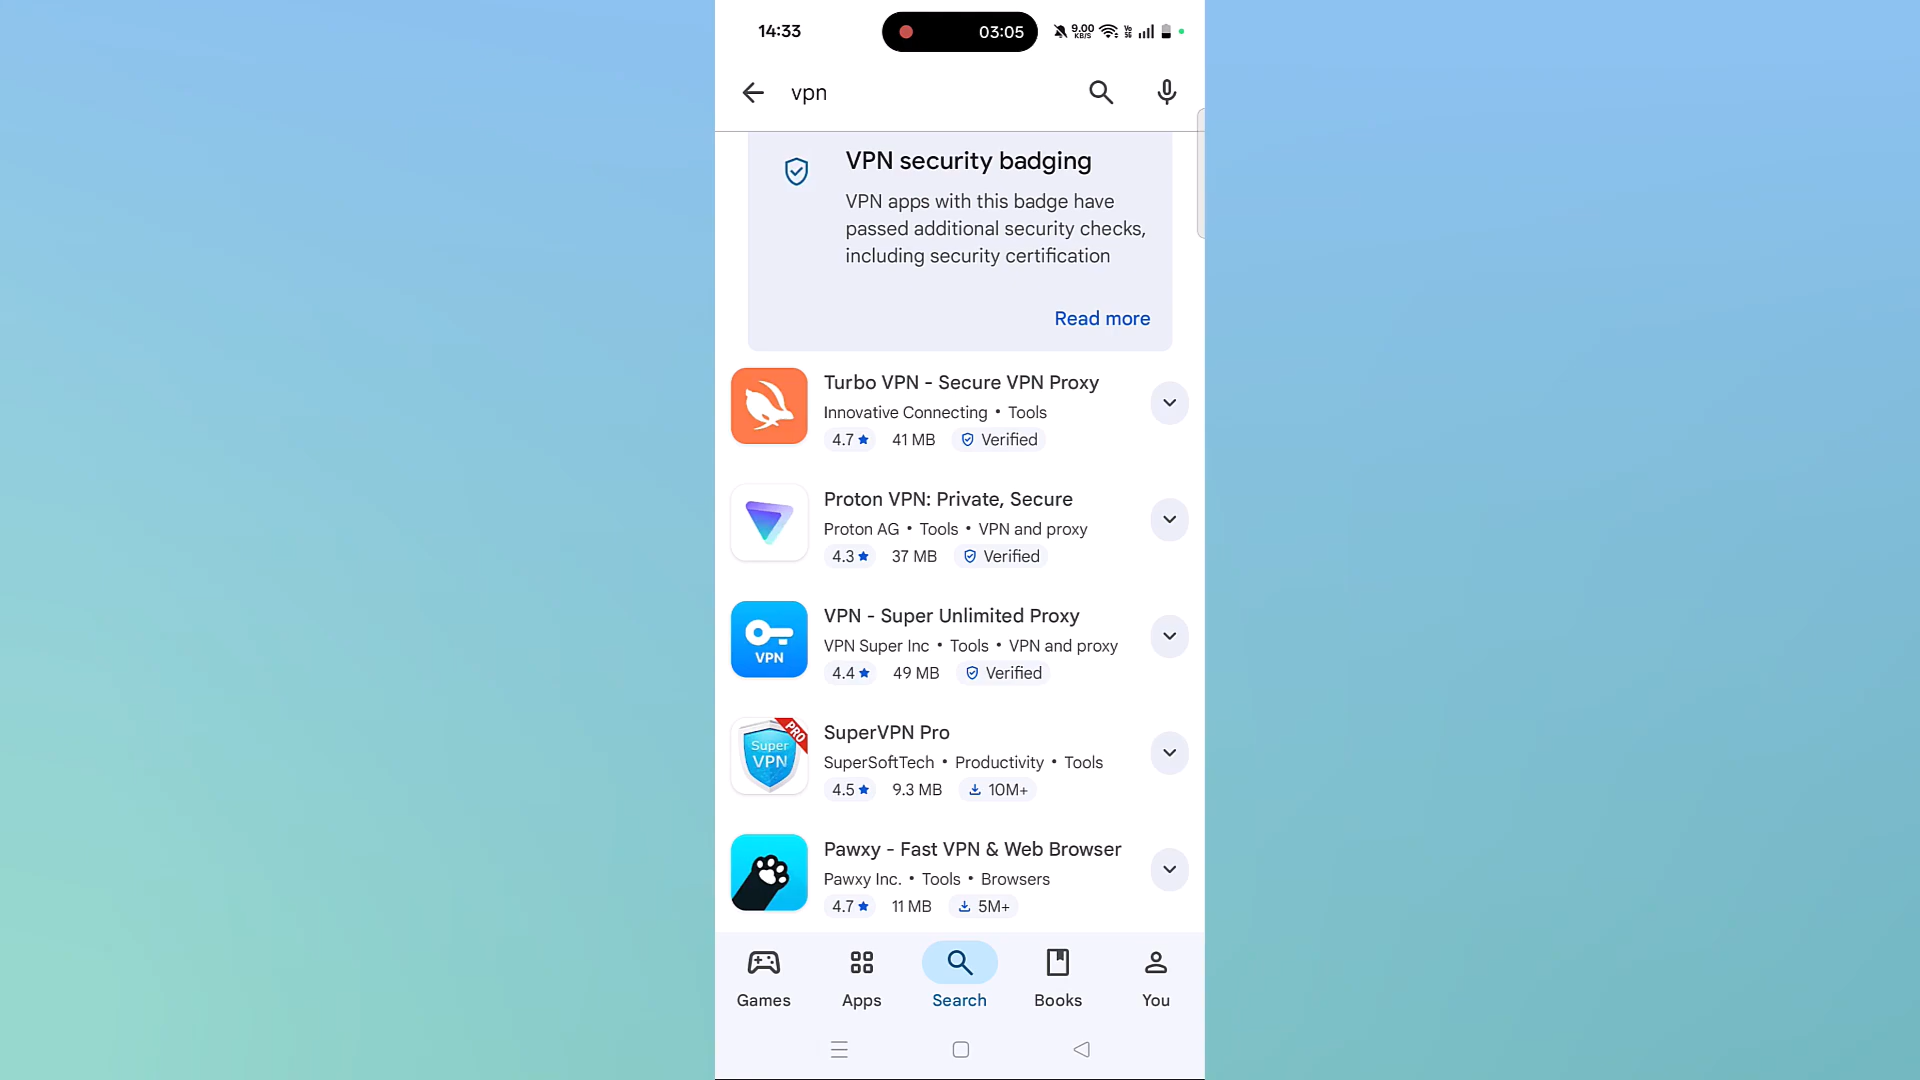 14:33
03:05
9.00
KB/S
vpn
VPN security badging
VPN apps with this badge have
passed additional security checks,
including security certification
Read more
Turbo VPN - Secure VPN Proxy
Innovative Connecting • Tools
4.7 ★ 41 MB Verified
Proton VPN: Private, Secure
Proton AG • Tools • VPN and proxy
4.3 ★ 37 MB Verified
VPN
VPN - Super Unlimited Proxy
VPN Super Inc • Tools • VPN and proxy
4.4 ★ 49 MB Verified
PRO
Super
VPN
SuperVPN Pro
SuperSoftTech • Productivity • Tools
4.5 ★ 9.3 MB 10M+
Pawxy - Fast VPN & Web Browser
Pawxy Inc. • Tools • Browsers
4.7 ★ 11 MB 5M+
Games Apps Search Books You